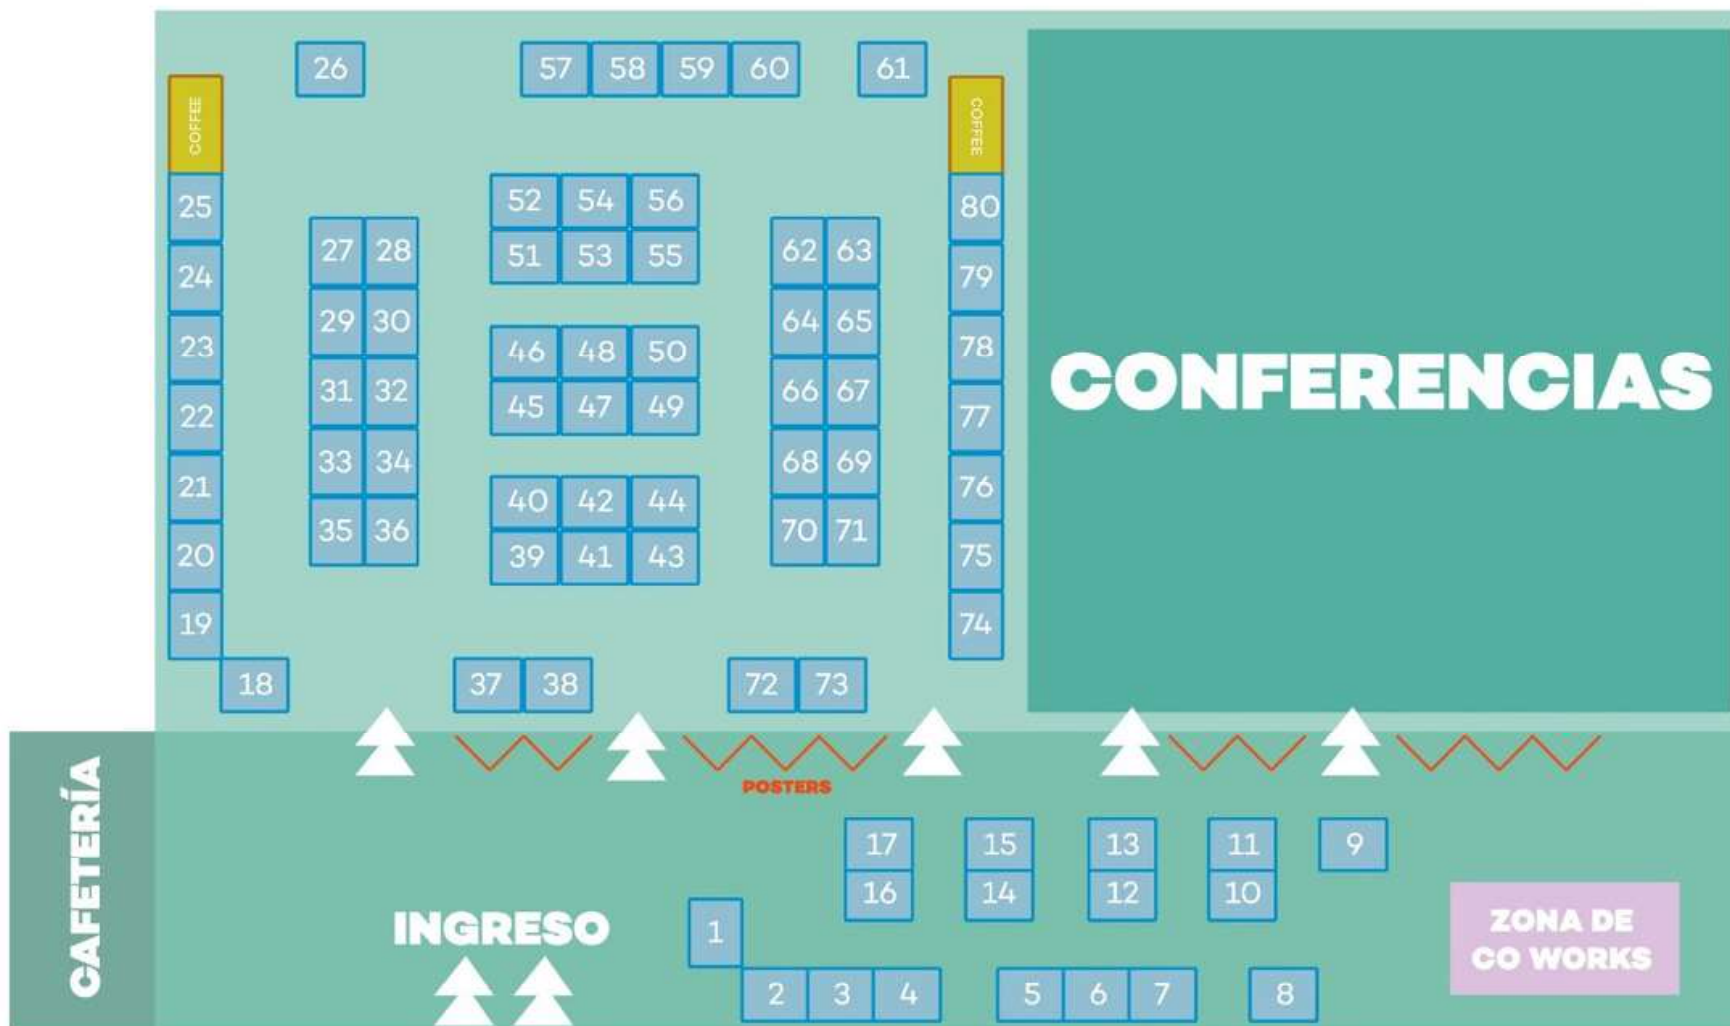 26 57 58 59 60 61
COFFEE COFFEE
25 52 54 56 80
27 28 51 53 55 62 63
24 79
29 30 46 48 50 64 65
23 78
31 32 45 47 49 66 67
22 77
33 34 68 69
21 40 42 44 76
35 36 70 71
20 39 41 43 75
19 74
18 37 38 72 73
CONFERENCIAS
POSTERS
CAFETERÍA
17 15 13 11 9
16 14 12 10
INGRESO
1
2 3 4 5 6 7 8
ZONA DE
CO WORKS